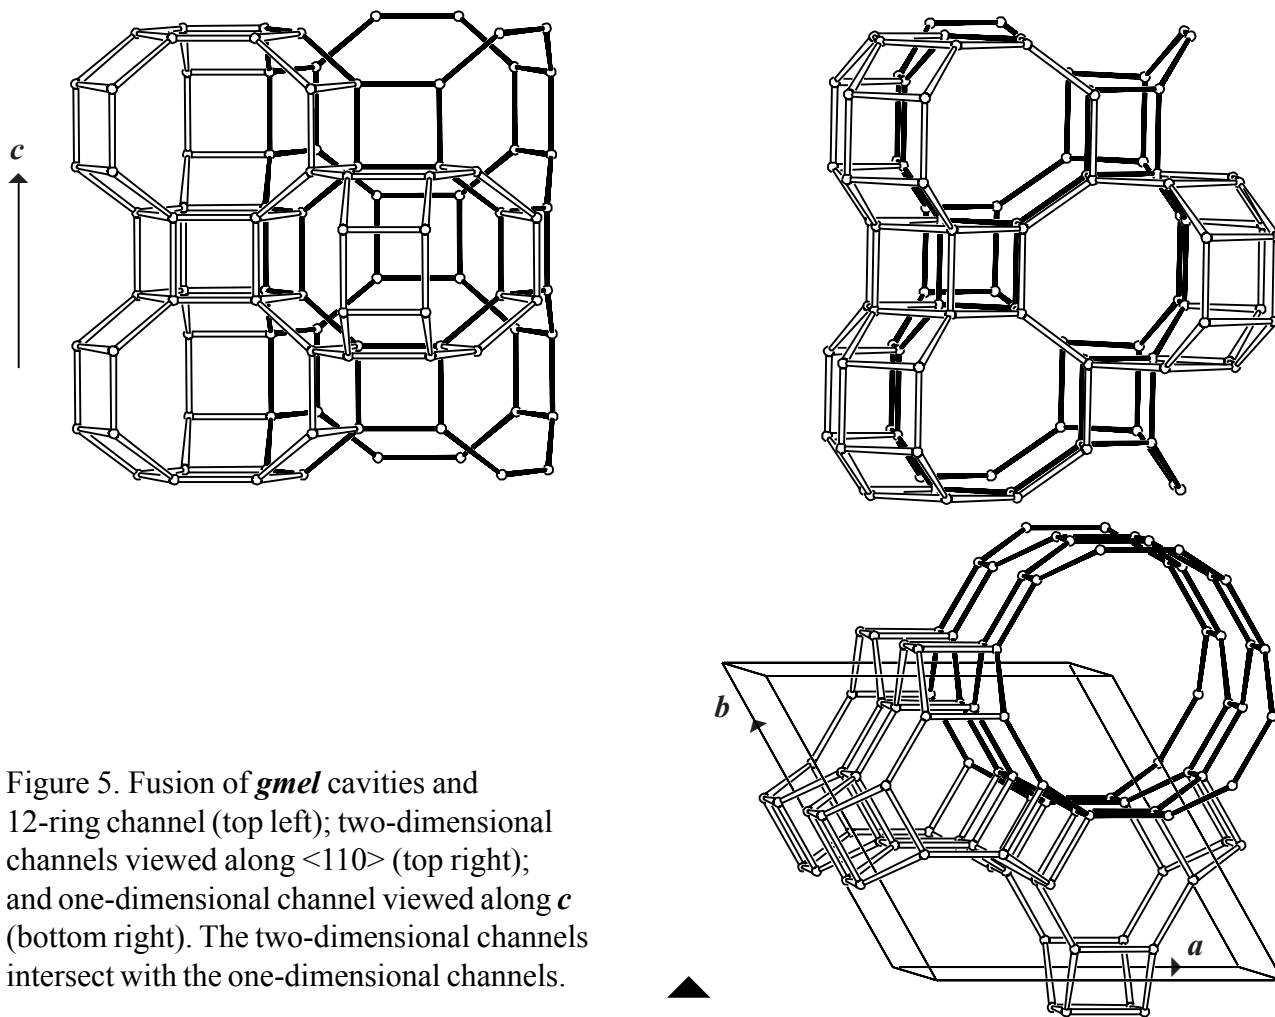 c
b
a
Figure 5. Fusion of gmel cavities and
12-ring channel (top left); two-dimensional
channels viewed along <110> (top right);
and one-dimensional channel viewed along c
(bottom right). The two-dimensional channels
intersect with the one-dimensional channels.